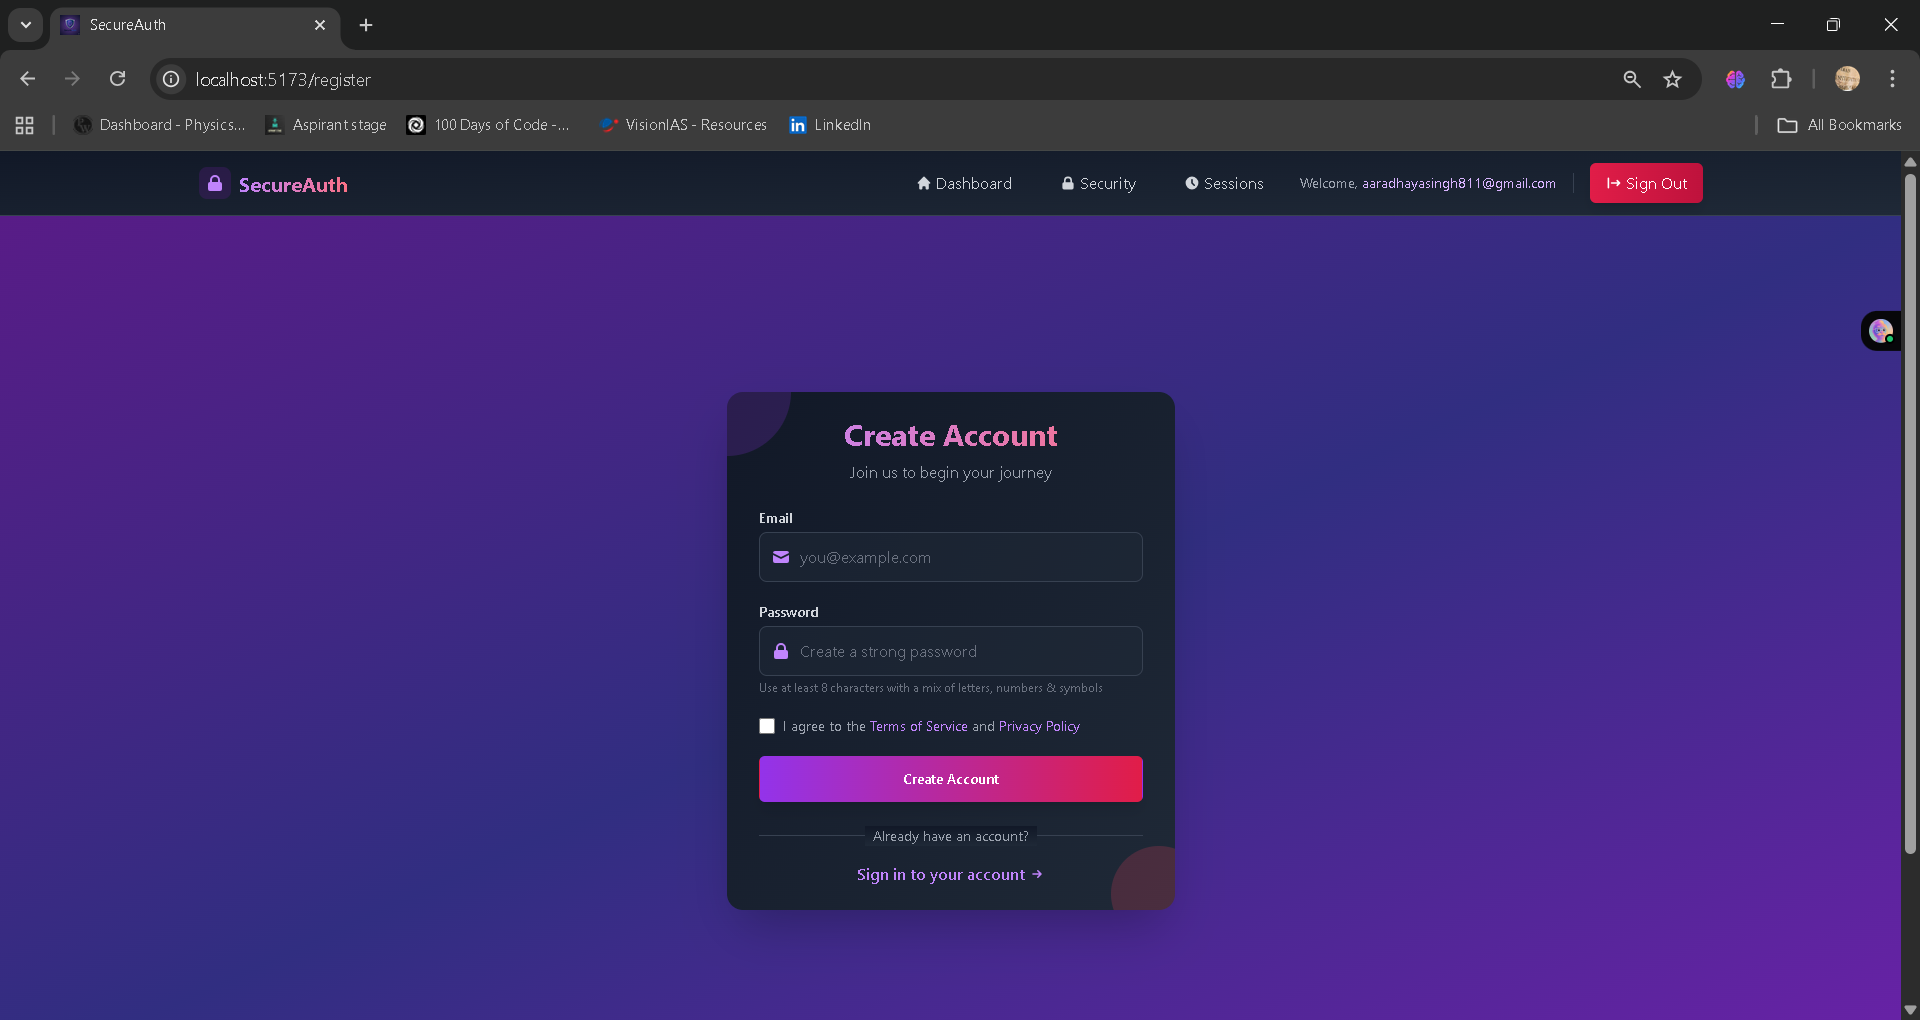 SecureAuth
localhost:5173/register
Dashboard - Physics...
Aspirant stage
100 Days of Code -...
VisionIAS - Resources
in LinkedIn
All Bookmarks
SecureAuth
Dashboard
Security
Sessions
Welcome, aaradhayasingh811@gmail.com
Sign Out
Create Account
Join us to begin your journey
Email
you@example.com
Password
Create a strong password
Use at least 8 characters with a mix of letters, numbers & symbols
I agree to the Terms of Service and Privacy Policy
Create Account
Already have an account?
Sign in to your account →